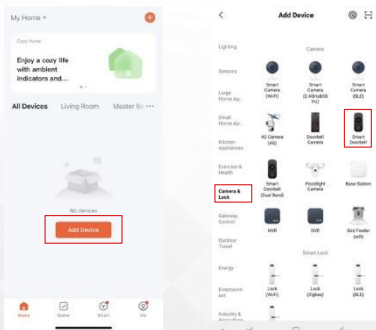 My Home
Cozy Home
Enjoy a cozy life
with ambient
indicators and...
All Devices Living Room Master B
No devices
Add Device
Home Scene Smart Me
Add Device
Lighting
Sensors
Large
Home Ap...
Small
Home Ap...
Kitchen
Appliances
Exercise &
Health
Camera &
Lock
Gateway
Control
Outdoor
Travel
Energy
Entertainm
ent
Industry &
Camera
Smart
Camera
(Wi-Fi)
Smart
Camera
(2.4GHz&5G
Hz)
Smart
Camera
(BLE)
4G Camera
(4G)
Doorbell
Camera
Smart
Doorbell
Smart
Doorbell
(Dual Band)
Floodlight
Camera
Base Station
NVR
DVR
Bird Feeder
(wifi)
Smart Lock
Lock
(Wi-Fi)
Lock
(Zigbee)
Lock
(BLE)